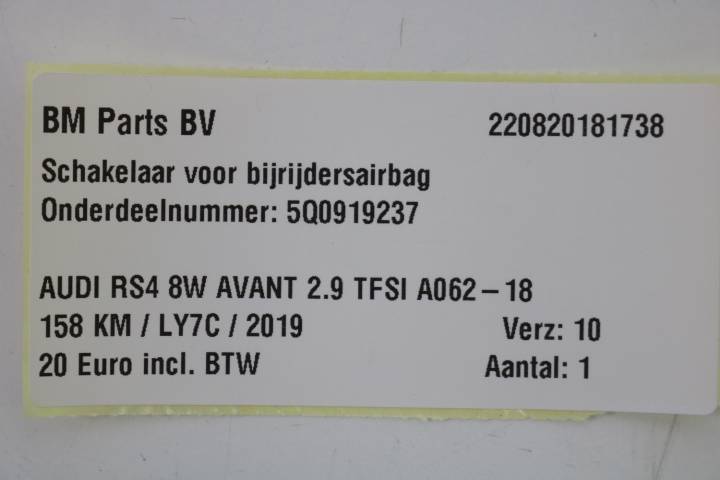 BM Parts BV 220820181738
Schakelaar voor bijrijdersairbag
Onderdeelnummer: 5Q0919237
AUDI RS4 8W AVANT 2.9 TFSI A062-18
158 KM / LY7C / 2019 Verz: 10
20 Euro incl. BTW Aantal: 1